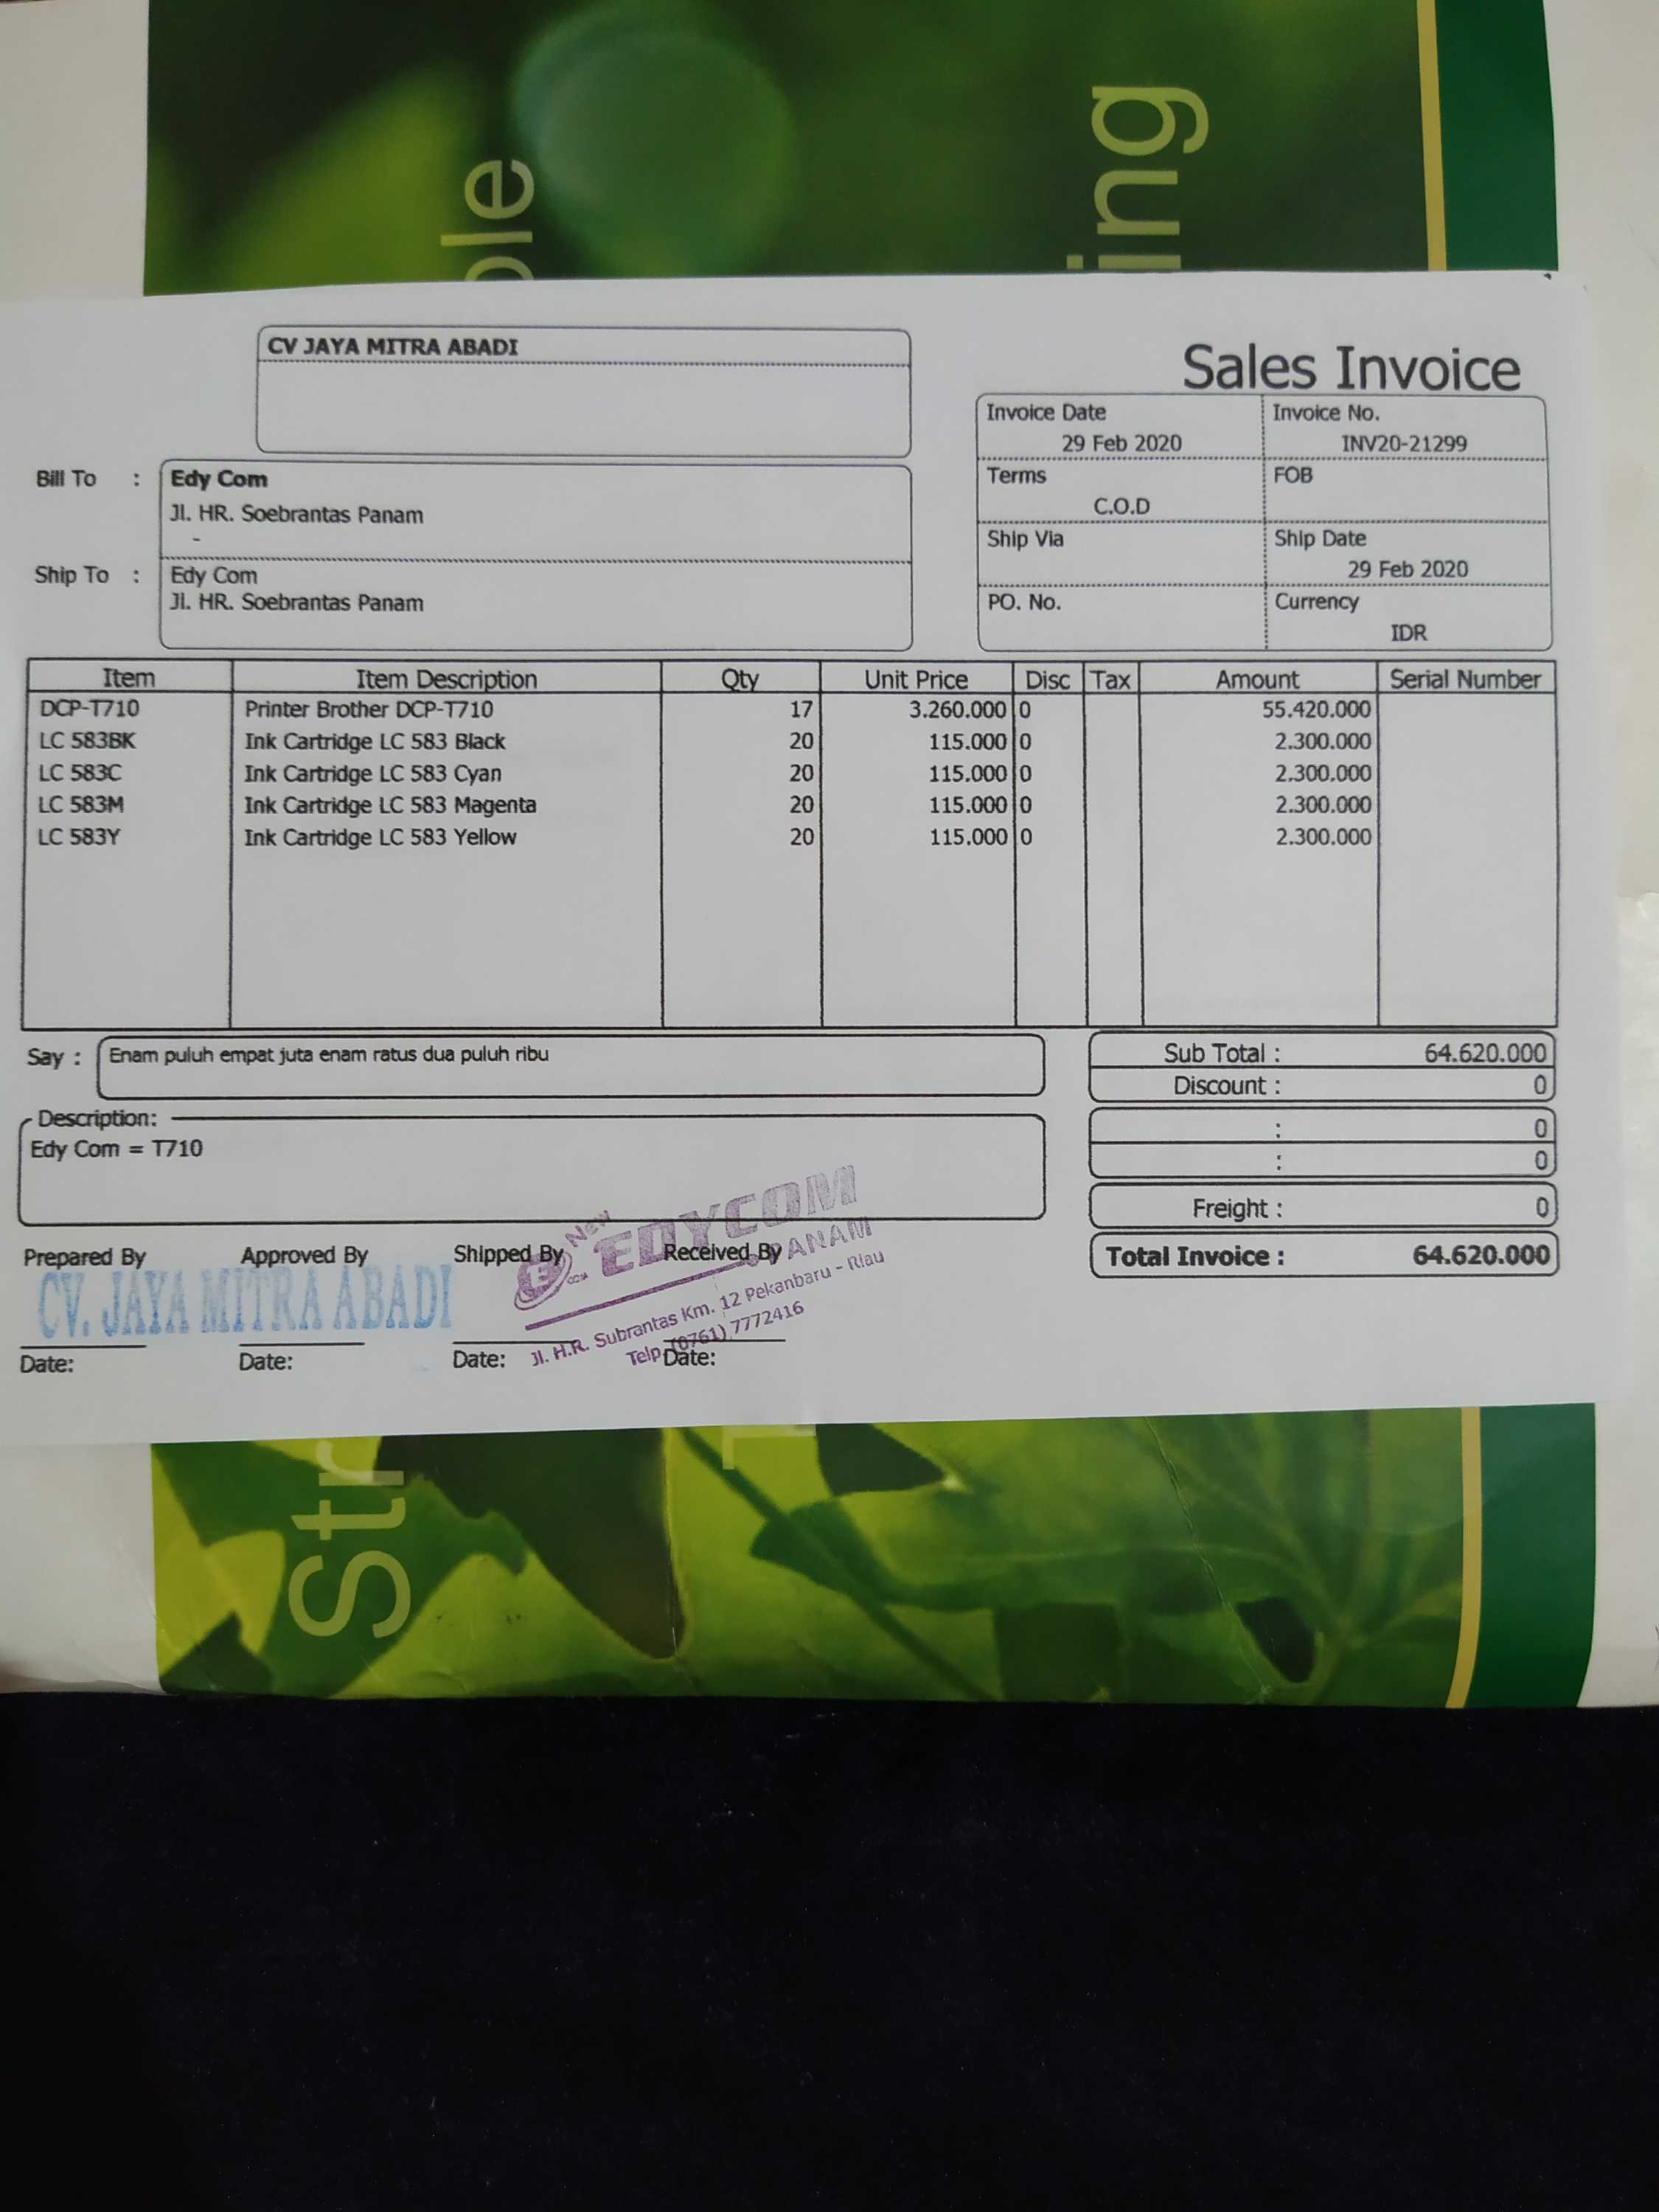 ple
ing
CV JAYA MITRA ABADI
Sales Invoice
Invoice Date
29 Feb 2020
Invoice No.
INV20-21299
Terms
C.O.D
FOB
Ship Via
Ship Date
29 Feb 2020
PO. No.
Currency
IDR
Bill To : Edy Com
Jl. HR. Soebrantas Panam
-
Ship To : Edy Com
Jl. HR. Soebrantas Panam
Item Item Description Qty Unit Price Disc Tax Amount Serial Number
DCP-T710 Printer Brother DCP-T710 17 3.260.000 0 55.420.000
LC 583BK Ink Cartridge LC 583 Black 20 115.000 0 2.300.000
LC 583C Ink Cartridge LC 583 Cyan 20 115.000 0 2.300.000
LC 583M Ink Cartridge LC 583 Magenta 20 115.000 0 2.300.000
LC 583Y Ink Cartridge LC 583 Yellow 20 115.000 0 2.300.000
Say : Enam puluh empat juta enam ratus dua puluh ribu
Sub Total : 64.620.000
Discount : 0
: 0
: 0
Freight : 0
Total Invoice : 64.620.000
Description:
Edy Com = T710
Prepared By Approved By Shipped By Received By
CV. JAYA MITRA ABADI
New
EDYCOM
E .COM
PANAM
Jl. H.R. Subrantas Km. 12 Pekanbaru - Riau
Telp. (0761) 7772416
Date: Date: Date: Date:
Str